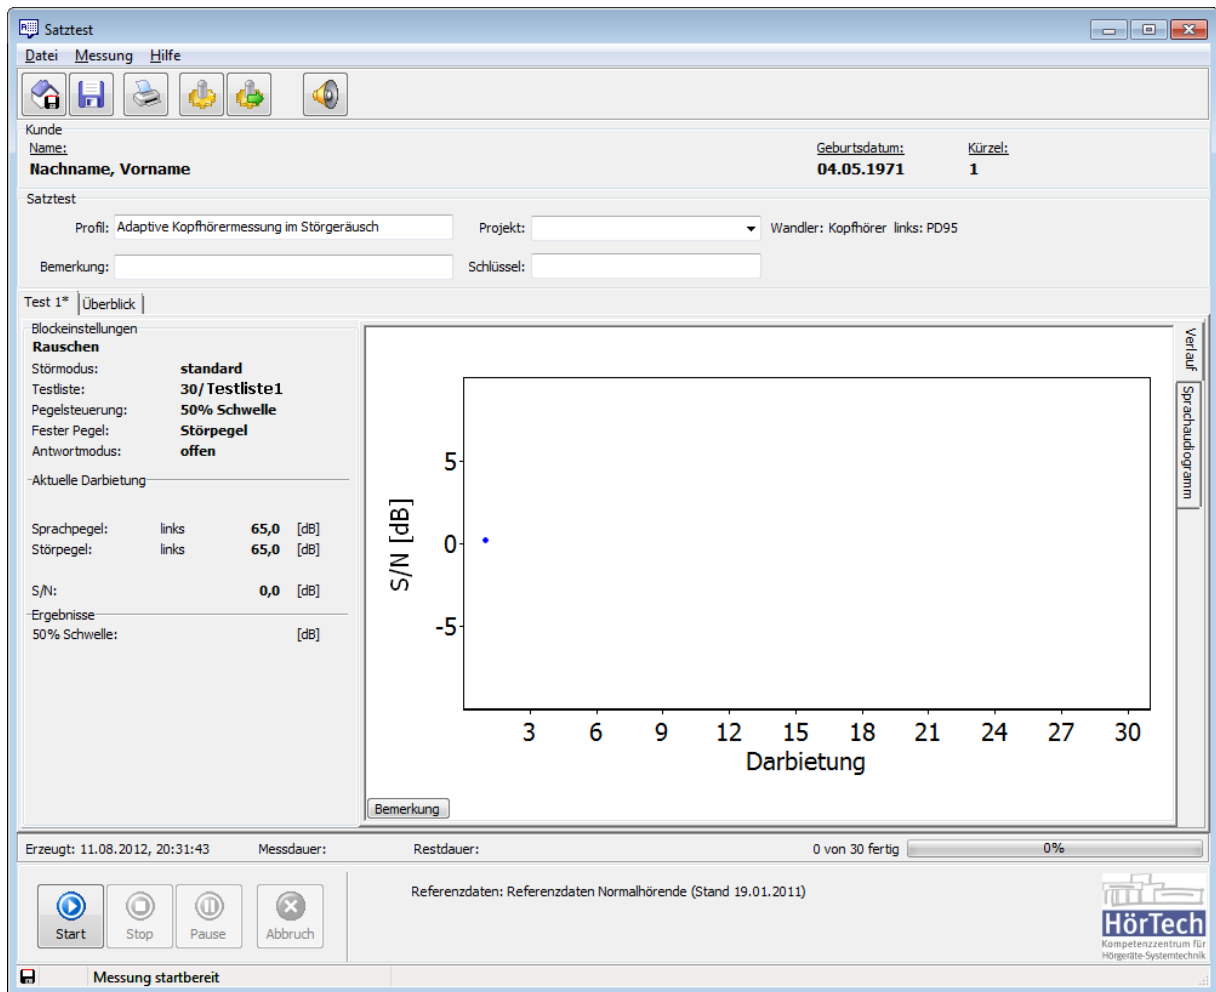 Satztest
Datei Messung Hilfe
Kunde
Name: Geburtsdatum: Kürzel:
Nachname, Vorname 04.05.1971 1
Satztest
Profil: Adaptive Kopfhörermessung im Störgeräusch Projekt: Wandler: Kopfhörer links: PD95
Bemerkung: Schlüssel:
Test 1* Überblick
Blockeinstellungen
Rauschen
Störmodus: standard
Testliste: 30/Testliste1
Pegelsteuerung: 50% Schwelle
Fester Pegel: Störpegel
Antwortmodus: offen
Aktuelle Darbietung
Sprachpegel: links 65,0 [dB]
Störpegel: links 65,0 [dB]
S/N: 0,0 [dB]
Ergebnisse
50% Schwelle: [dB]
Verlauf
Sprachaudiogramm
S/N [dB]
5
0
-5
3 6 9 12 15 18 21 24 27 30
Darbietung
Bemerkung
Erzeugt: 11.08.2012, 20:31:43 Messdauer: Restdauer: 0 von 30 fertig 0%
Referenzdaten: Referenzdaten Normalhörende (Stand 19.01.2011)
Start Stop Pause Abbruch
HörTech
Kompetenzzentrum für
Hörgeräte-Systemtechnik
Messung startbereit